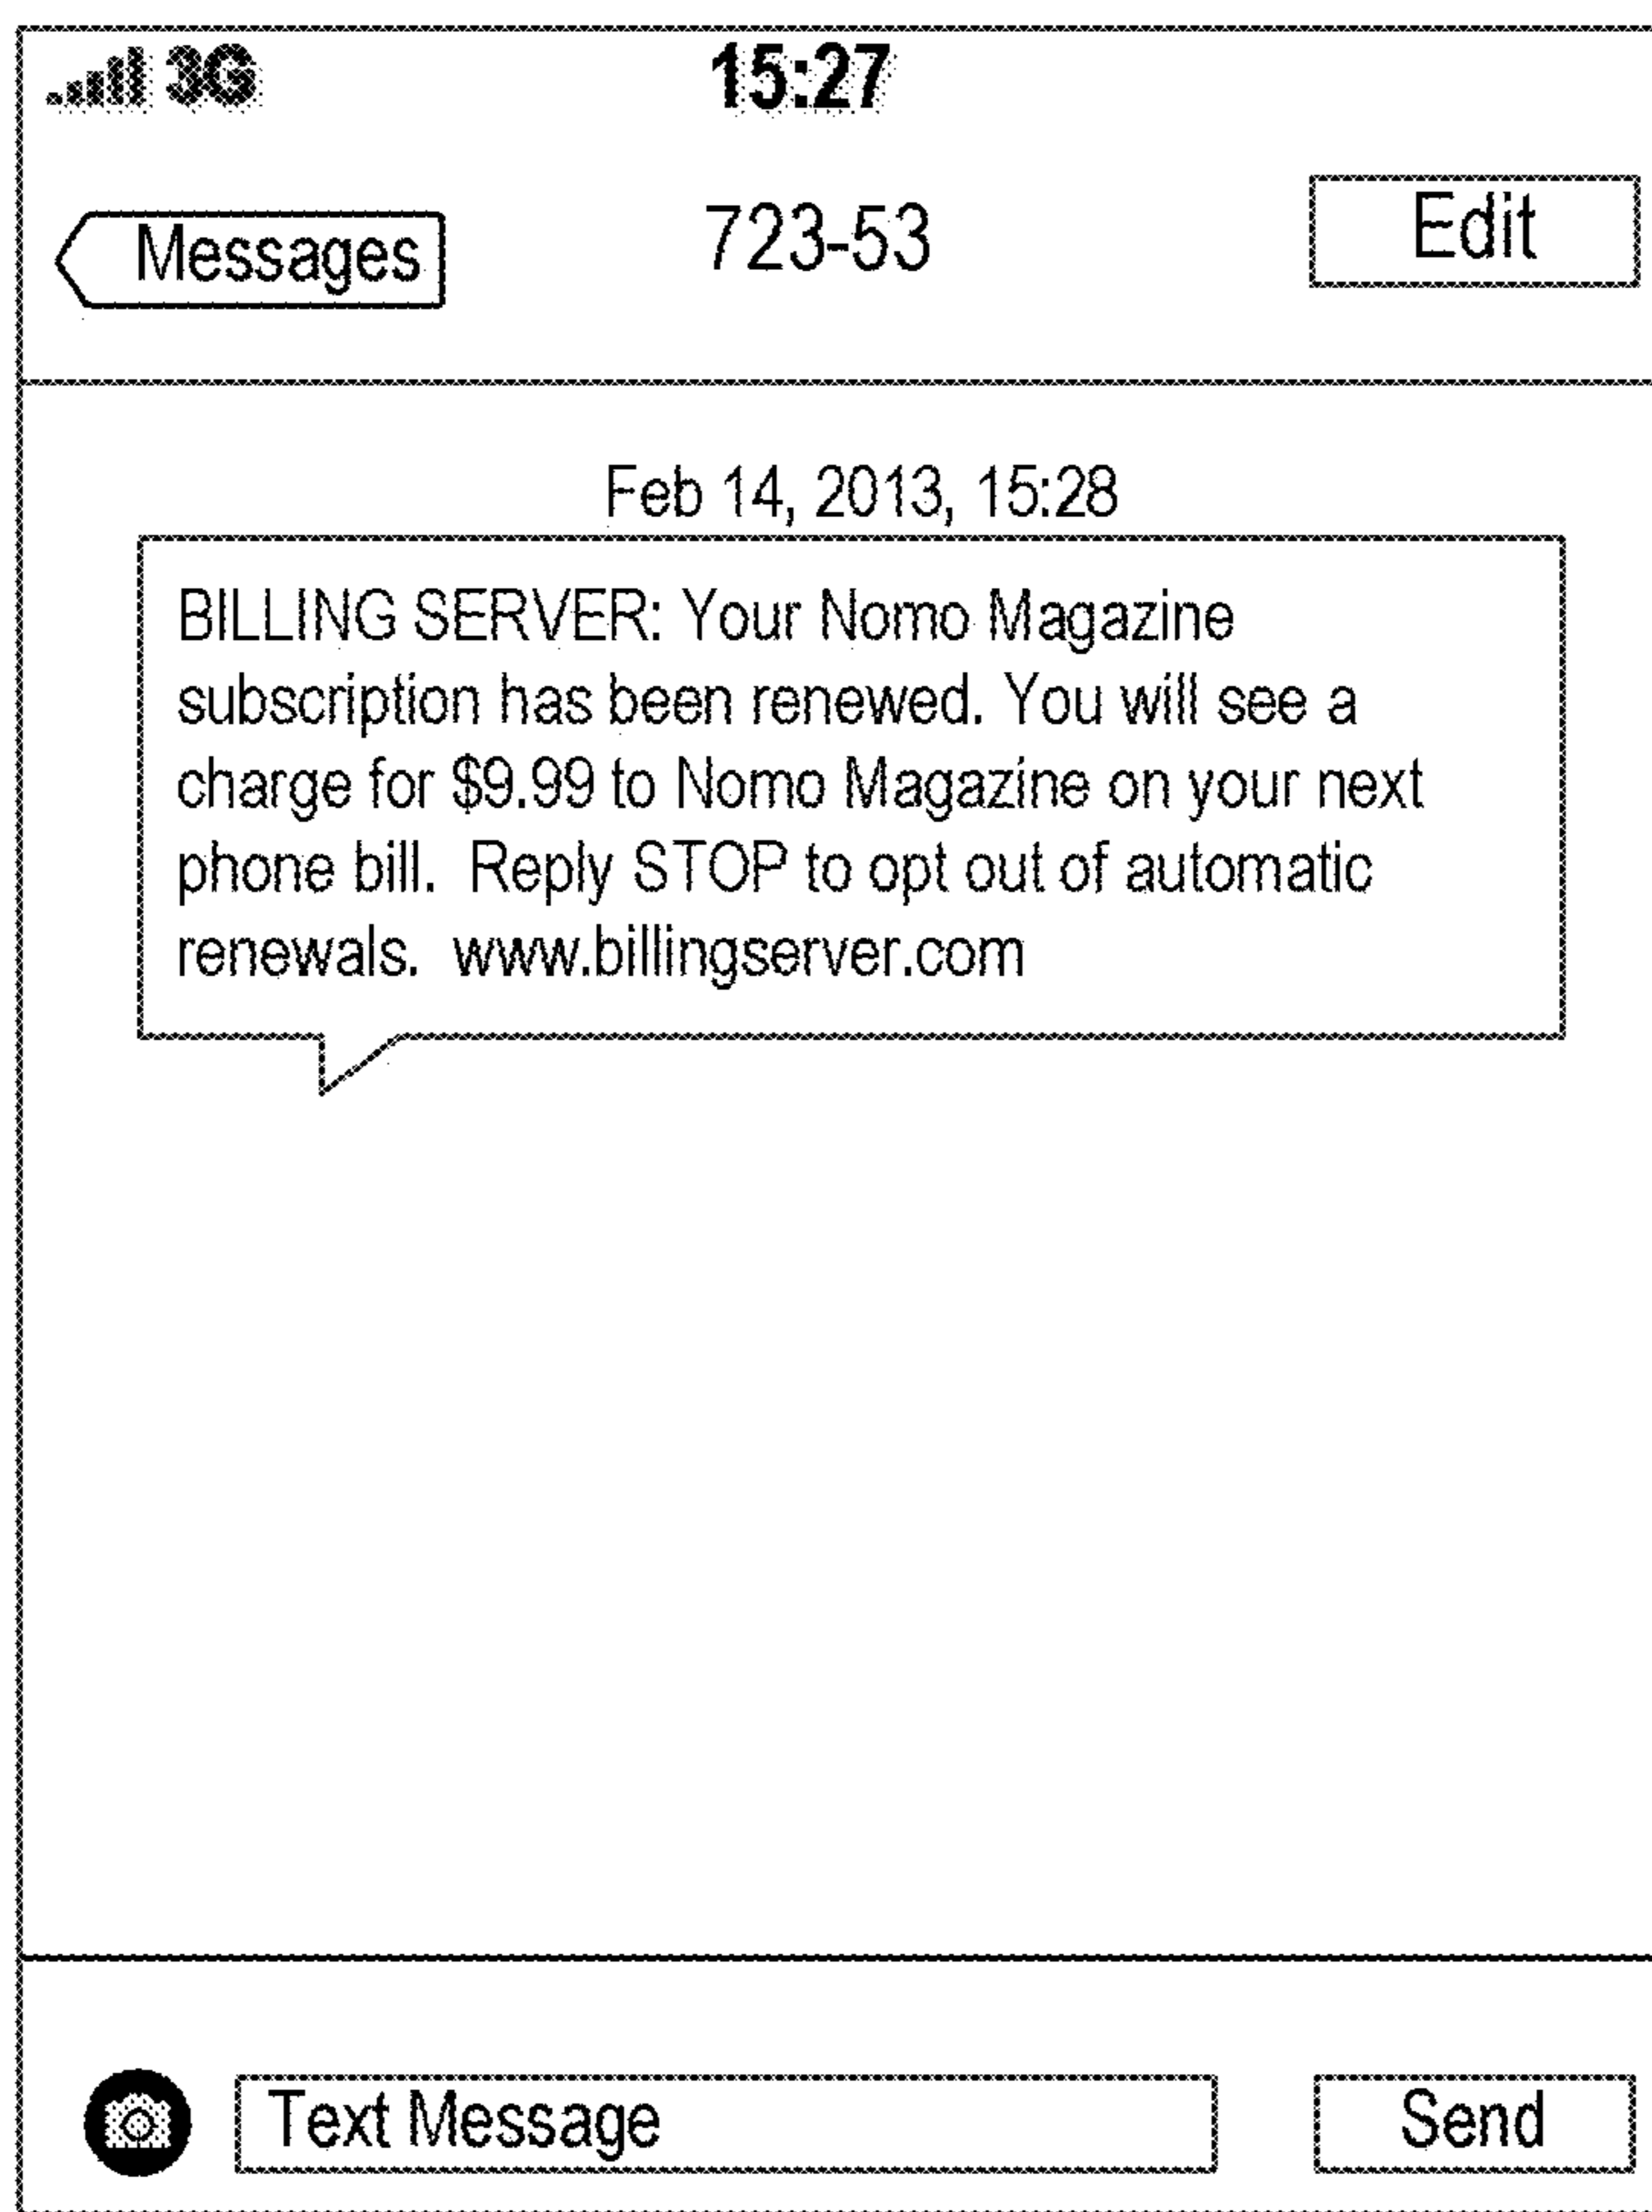 3G 15:27
Messages 723-53 Edit
Feb 14, 2013, 15:28
BILLING SERVER: Your Nomo Magazine
subscription has been renewed. You will see a
charge for $9.99 to Nomo Magazine on your next
phone bill. Reply STOP to opt out of automatic
renewals. www.billingserver.com
Text Message Send